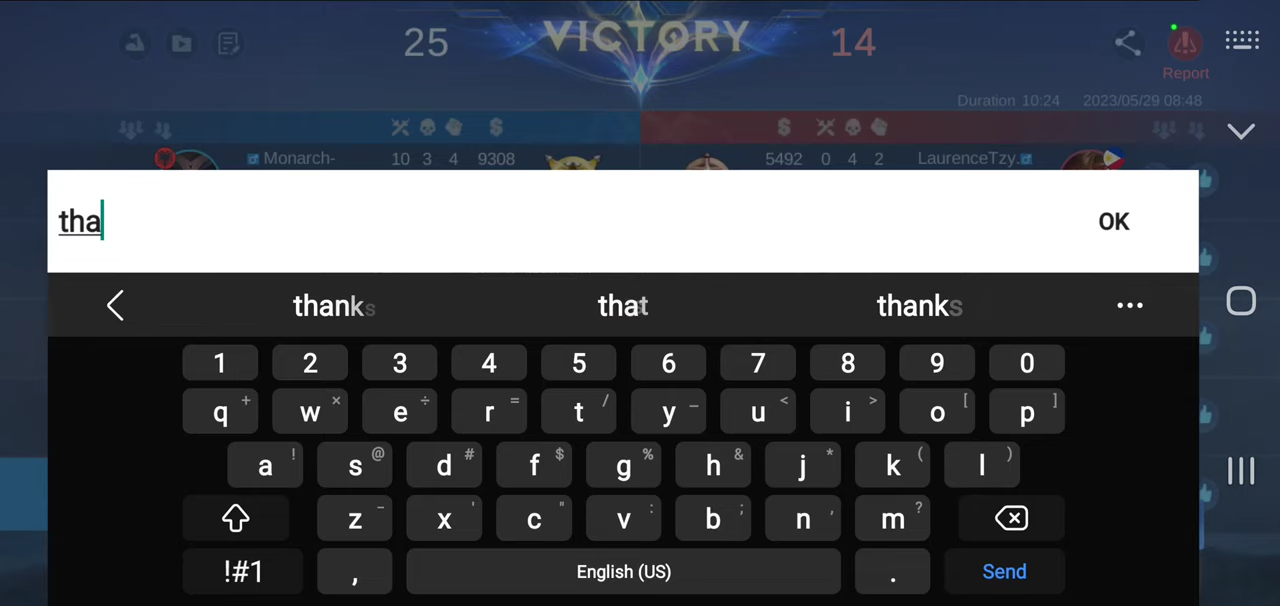 25 VICTORY 14
Report
Duration 10:24 2023/05/29 08:48
Monarch- 10 3 4 9308 5492 0 4 2 LaurenceTzy.
tha OK
thanks that thanks ...
1 2 3 4 5 6 7 8 9 0
q + w × e ÷ r = t / y _ u < i > o [ p ]
a ! s @ d # f $ g % h & j * k ( l )
z - x ' c " v : b ; n , m ?
!#1 , English (US) . Send